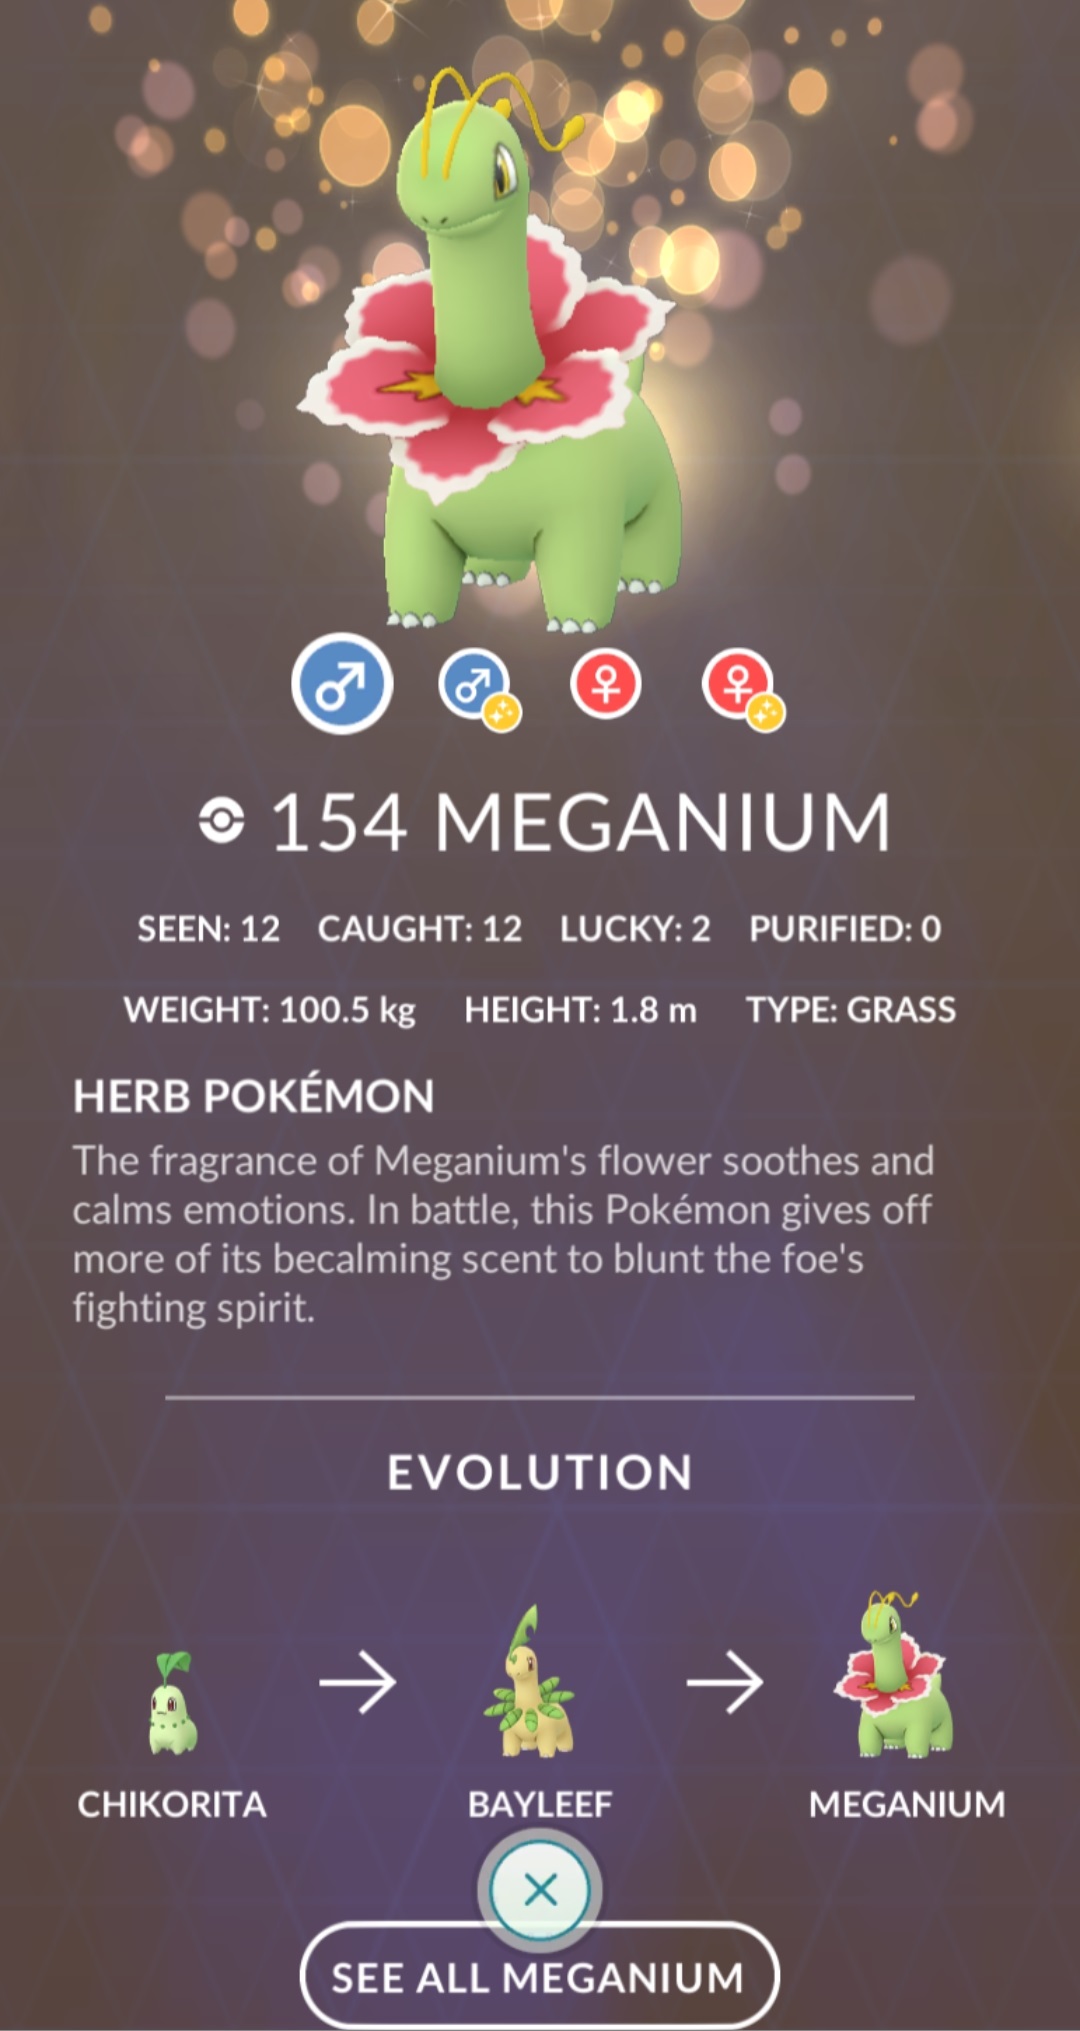 154 MEGANIUM
SEEN: 12 CAUGHT: 12 LUCKY: 2 PURIFIED: 0
WEIGHT: 100.5 kg HEIGHT: 1.8 m TYPE: GRASS
HERB POKÉMON
The fragrance of Meganium's flower soothes and
calms emotions. In battle, this Pokémon gives off
more of its becalming scent to blunt the foe's
fighting spirit.
EVOLUTION
CHIKORITA BAYLEEF MEGANIUM
SEE ALL MEGANIUM